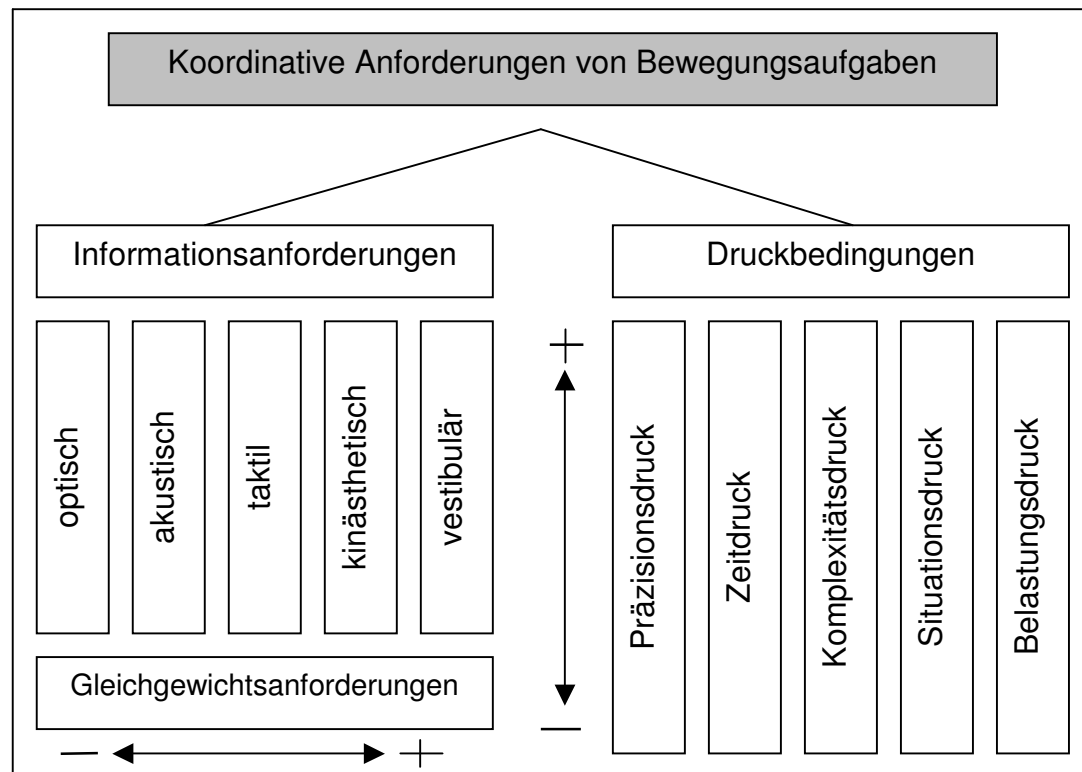 Koordinative Anforderungen von Bewegungsaufgaben
Informationsanforderungen
Druckbedingungen
optisch
akustisch
taktil
kinästhetisch
vestibulär
Gleichgewichtsanforderungen
— +
+
—
Präzisionsdruck
Zeitdruck
Komplexitätsdruck
Situationsdruck
Belastungsdruck